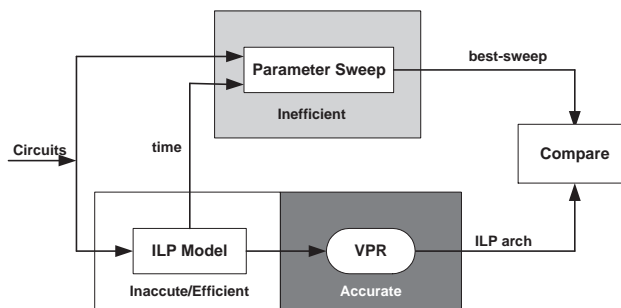 best-sweep
Parameter Sweep
Inefficient
Circuits
time
Compare
ILP Model
VPR
ILP arch
Inaccute/Efficient
Accurate